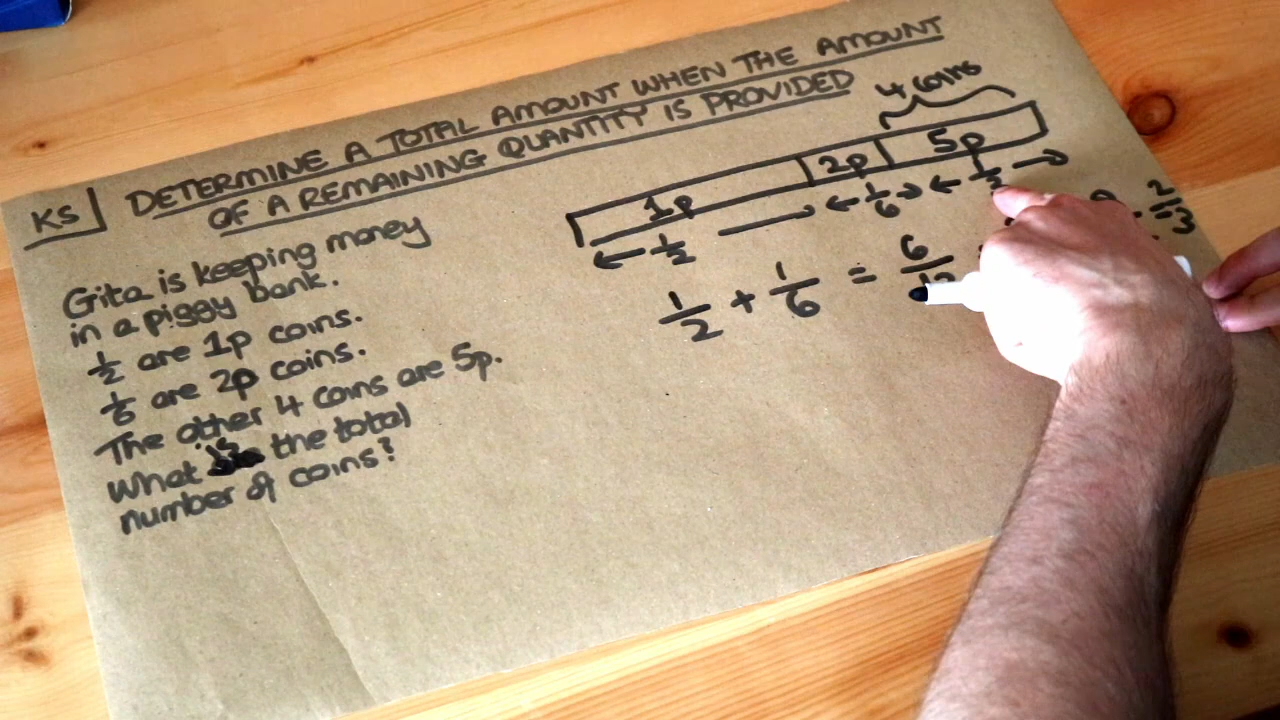 KS
DETERMINE A TOTAL AMOUNT WHEN THE AMOUNT
OF A REMAINING QUANTITY IS PROVIDED
Gita is keeping money
in a piggy bank.
1/2 are 1p coins.
1/6 are 2p coins.
The other 4 coins are 5p.
What is the total
number of coins?
4 coins
1p 2p 5p
1/2 1/6
1/2 + 1/6 = 6/12
2/3